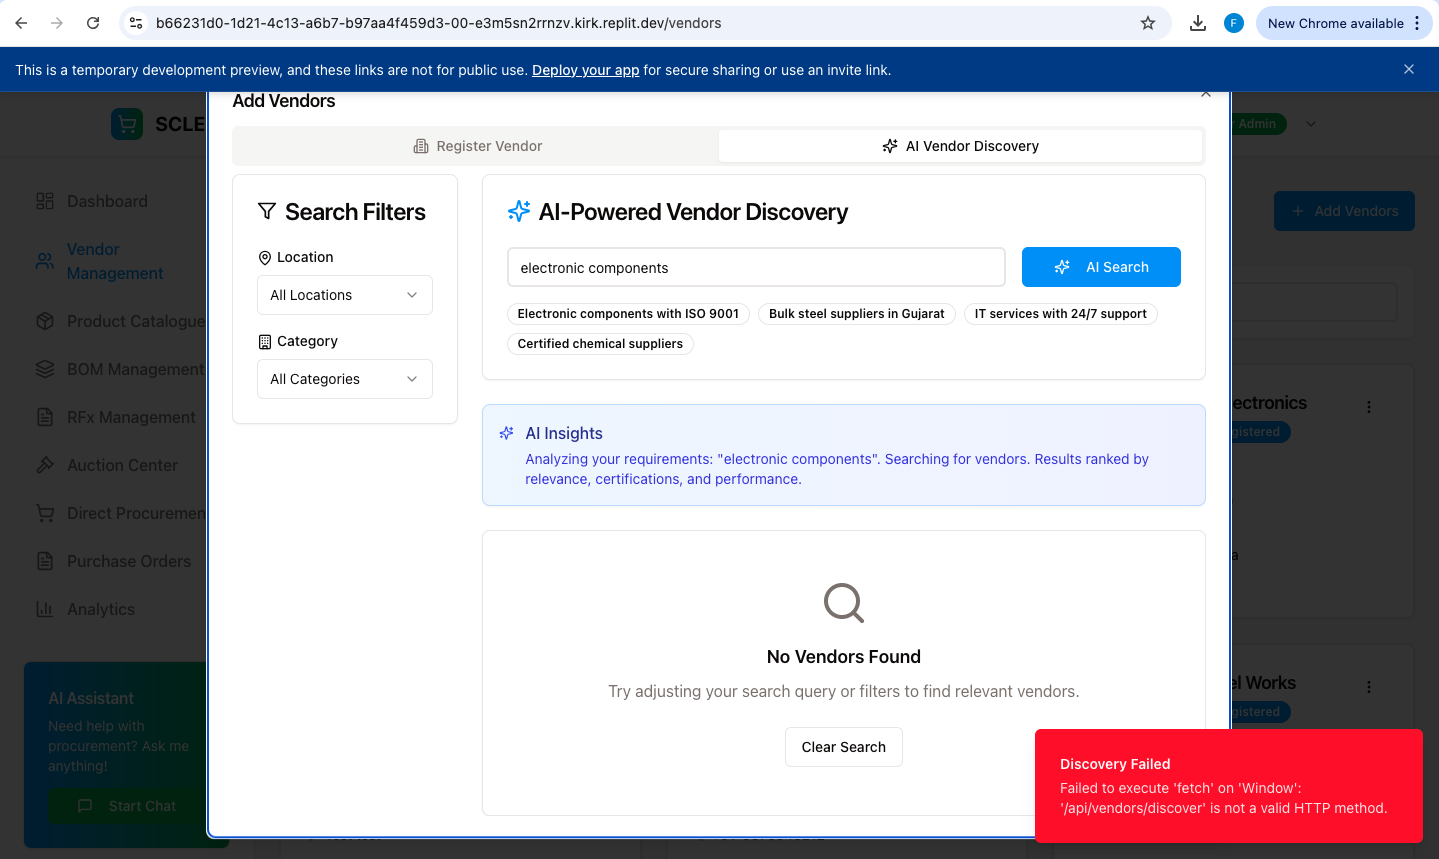 b66231d0-1d21-4c13-a6b7-b97aa4f459d3-00-e3m5sn2rrnzv.kirk.replit.dev/vendors
F
New Chrome available
This is a temporary development preview, and these links are not for public use. Deploy your app for secure sharing or use an invite link.
SCLE
Admin
Dashboard
Vendor
Management
Product Catalogue
BOM Management
RFx Management
Auction Center
Direct Procuremen
Purchase Orders
Analytics
AI Assistant
Need help with
procurement? Ask me
anything!
Start Chat
Add Vendors
Register Vendor
AI Vendor Discovery
Search Filters
Location
All Locations
Category
All Categories
AI-Powered Vendor Discovery
electronic components
AI Search
Electronic components with ISO 9001
Bulk steel suppliers in Gujarat
IT services with 24/7 support
Certified chemical suppliers
AI Insights
Analyzing your requirements: "electronic components". Searching for vendors. Results ranked by
relevance, certifications, and performance.
No Vendors Found
Try adjusting your search query or filters to find relevant vendors.
Clear Search
Add Vendors
ectronics
gistered
a
el Works
gistered
Discovery Failed
Failed to execute 'fetch' on 'Window':
'/api/vendors/discover' is not a valid HTTP method.